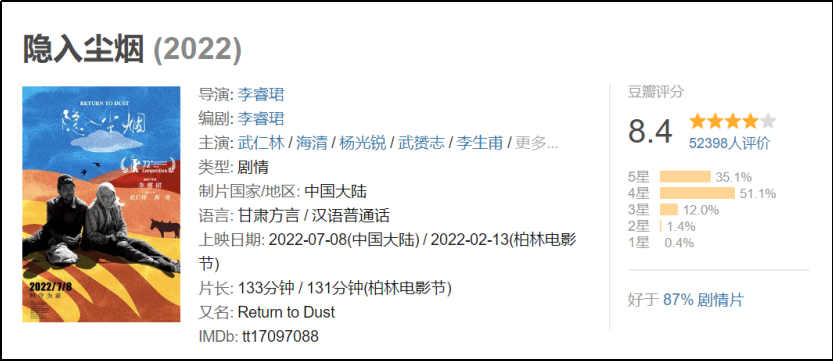 隐入尘烟 (2022)
RETURN TO DUST
隐入尘烟
72
Competition
李睿珺
武仁林 海清
2022/7/8
导演: 李睿珺
编剧: 李睿珺
主演: 武仁林 / 海清 / 杨光锐 / 武赟志 / 李生甫 / 更多...
类型: 剧情
制片国家/地区: 中国大陆
语言: 甘肃方言 / 汉语普通话
上映日期: 2022-07-08(中国大陆) / 2022-02-13(柏林电影
节)
片长: 133分钟 / 131分钟(柏林电影节)
又名: Return to Dust
IMDb: tt17097088
豆瓣评分
8.4
52398人评价
5星 35.1%
4星 51.1%
3星 12.0%
2星 1.4%
1星 0.4%
好于 87% 剧情片